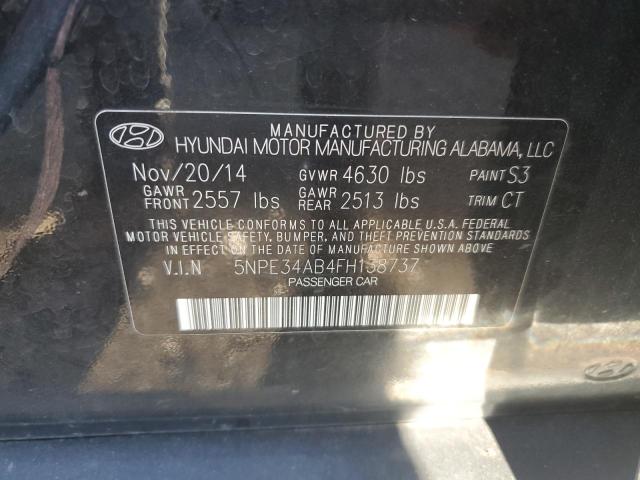 MANUFACTURED BY
HYUNDAI MOTOR MANUFACTURING ALABAMA, LLC
Nov/20/14 GVWR 4630 lbs PAINT S3
GAWR FRONT 2557 lbs GAWR REAR 2513 lbs TRIM CT
THIS VEHICLE CONFORMS TO ALL APPLICABLE U.S.A. FEDERAL
MOTOR VEHICLE SAFETY, BUMPER, AND THEFT PREVENTION STANDARDS
IN EFFECT ON THE DATE OF MANUFACTURE SHOWN ABOVE.
V.I.N 5NPE34AB4FH138737
PASSENGER CAR